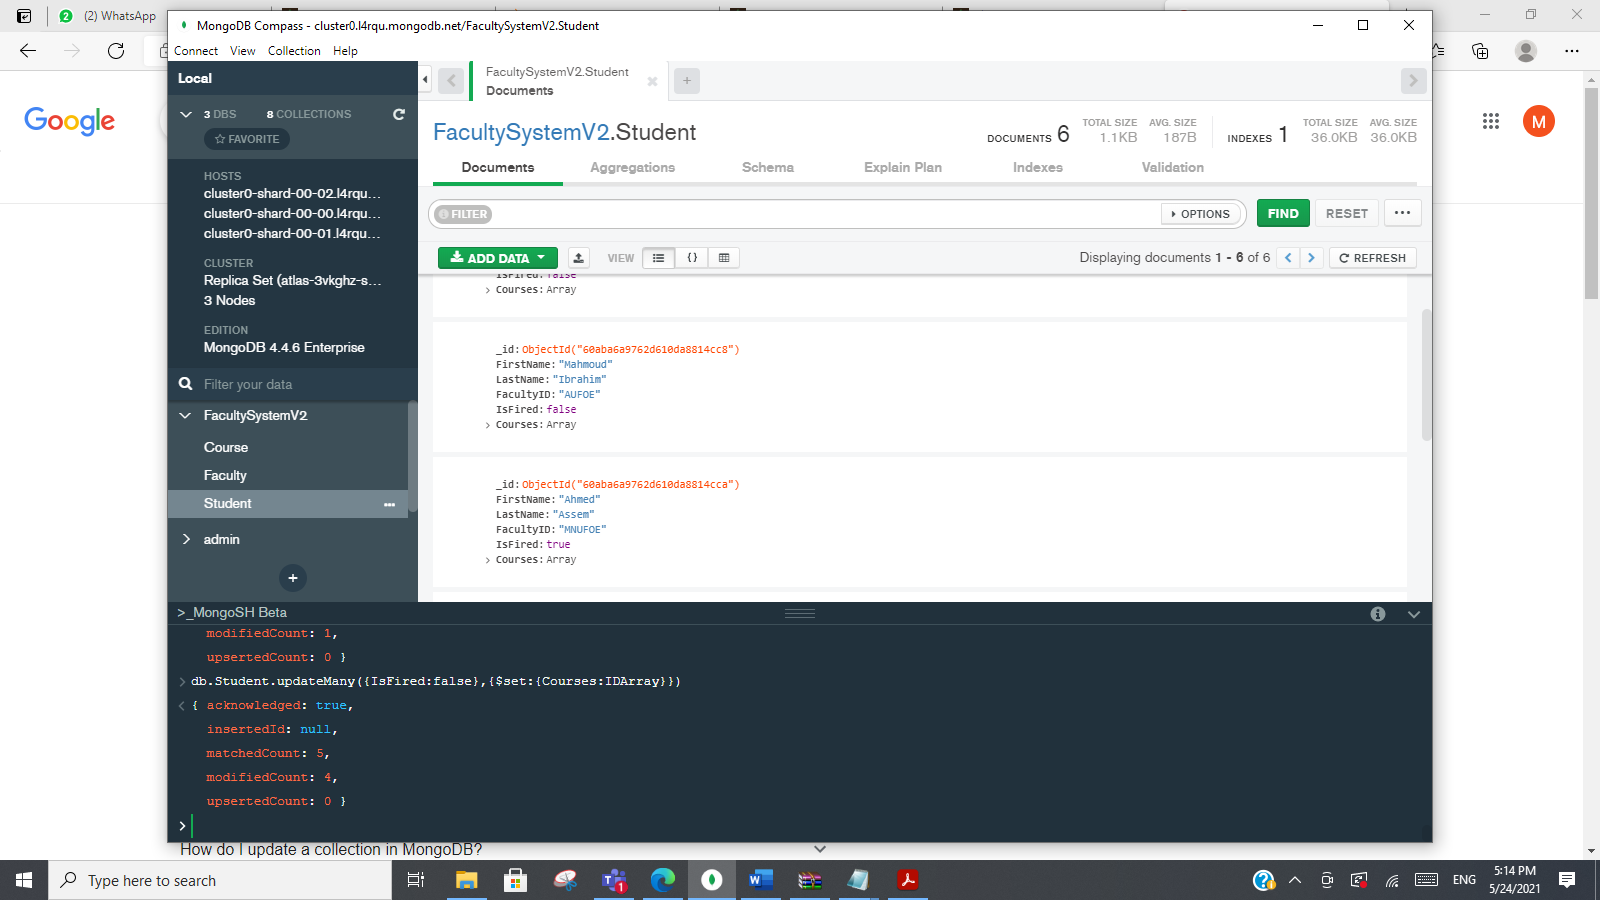 (2) WhatsApp
MongoDB Compass - cluster0.l4rqu.mongodb.net/FacultySystemV2.Student
Connect View Collection Help
Local
3 DBS 8 COLLECTIONS
FAVORITE
HOSTS
cluster0-shard-00-02.l4rqu...
cluster0-shard-00-00.l4rqu...
cluster0-shard-00-01.l4rqu...
CLUSTER
Replica Set (atlas-3vkghz-s...
3 Nodes
EDITION
MongoDB 4.4.6 Enterprise
Filter your data
FacultySystemV2
Course
Faculty
Student
admin
FacultySystemV2.Student
Documents
FacultySystemV2.Student
DOCUMENTS 6
TOTAL SIZE 1.1KB
AVG. SIZE 187B
INDEXES 1
TOTAL SIZE 36.0KB
AVG. SIZE 36.0KB
Documents Aggregations Schema Explain Plan Indexes Validation
FILTER
OPTIONS
FIND
RESET
ADD DATA
VIEW
Displaying documents 1 - 6 of 6
REFRESH
IsFired: false
Courses: Array
_id: ObjectId("60aba6a9762d610da8814cc8")
FirstName: "Mahmoud"
LastName: "Ibrahim"
FacultyID: "AUFOE"
IsFired: false
Courses: Array
_id: ObjectId("60aba6a9762d610da8814cca")
FirstName: "Ahmed"
LastName: "Assem"
FacultyID: "MNUFOE"
IsFired: true
Courses: Array
>_MongoSH Beta
modifiedCount: 1,
upsertedCount: 0 }
> db.Student.updateMany({IsFired:false},{$set:{Courses:IDArray}})
< { acknowledged: true,
insertedId: null,
matchedCount: 5,
modifiedCount: 4,
upsertedCount: 0 }
>
Google
M
How do I update a collection in MongoDB?
Type here to search
ENG
5:14 PM
5/24/2021